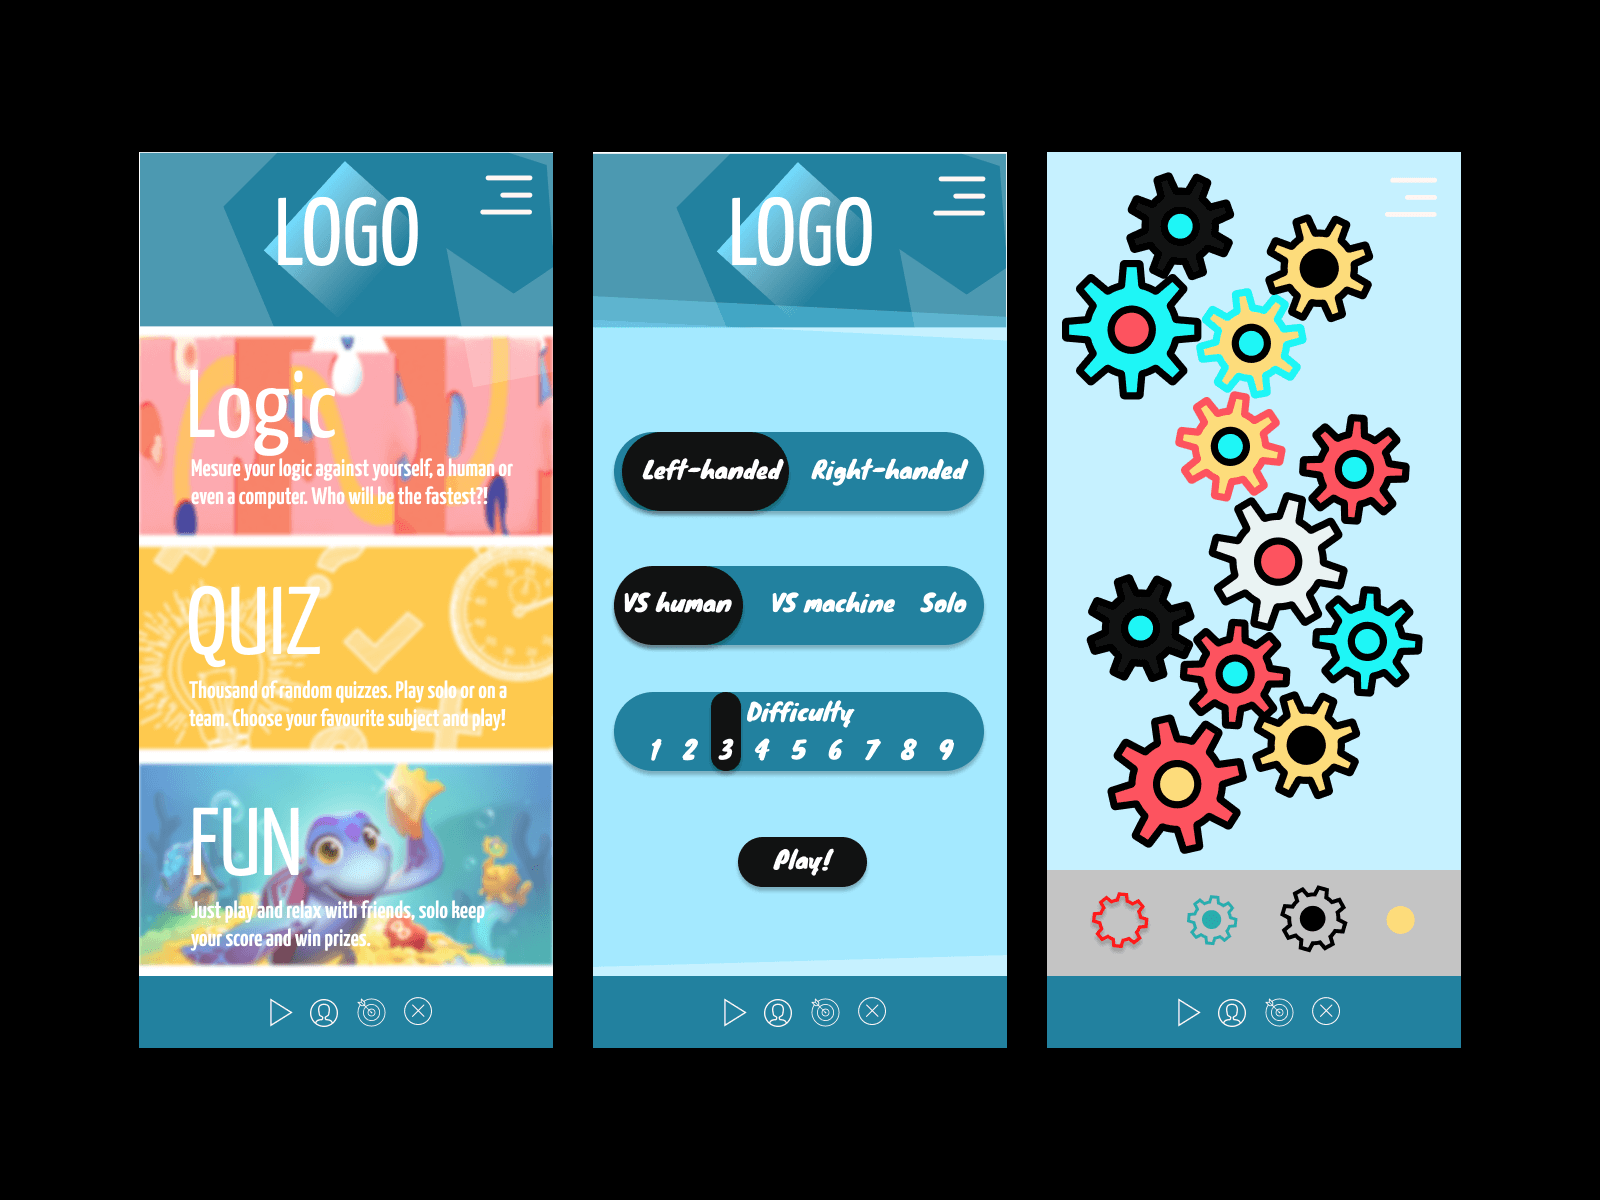 LOGO
Logic
Mesure your logic against yourself, a human or
even a computer. Who will be the fastest?!
QUIZ
Thousand of random quizzes. Play solo or on a
team. Choose your favourite subject and play!
FUN
Just play and relax with friends, solo keep
your score and win prizes.
LOGO
Left-handed Right-handed
VS human VS machine Solo
Difficulty
1 2 3 4 5 6 7 8 9
Play!